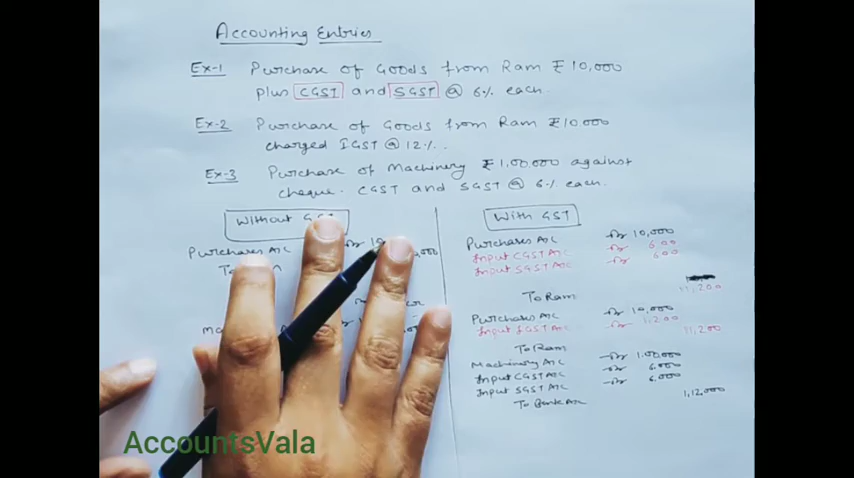 Accounting Entries
Ex-1 Purchase of Goods from Ram ₹10,000
plus CGST and SGST @ 6% each.
Ex-2 Purchase of Goods from Ram ₹10,000
charged IGST @ 12%.
Ex-3 Purchase of Machinery ₹1,00,000 against
cheque. CGST and SGST @ 6% each.
Without
Purchases A/c
With GST
Purchases A/c -Dr 10,000
Input CGST A/c -Dr 600
Input SGST A/c -Dr 600
To Ram 11,200
Purchases A/c -Dr 10,000
Input IGST A/c -Dr 1,200
To Ram 11,200
Machinery A/c -Dr 1,00,000
Input CGST A/c -Dr 6,000
Input SGST A/c -Dr 6,000
To Bank A/c 1,12,000
AccountsVala